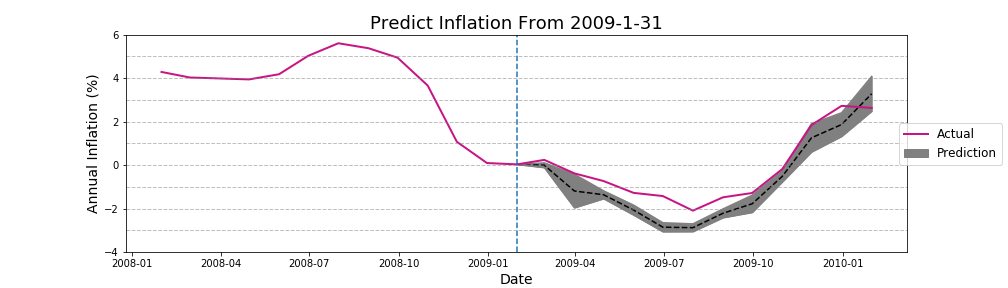 Predict Inflation From 2009-1-31
Annual Inflation (%)
6
4
2
0
−2
−4
2008-01 2008-04 2008-07 2008-10 2009-01 2009-04 2009-07 2009-10 2010-01
Date
Actual
Prediction